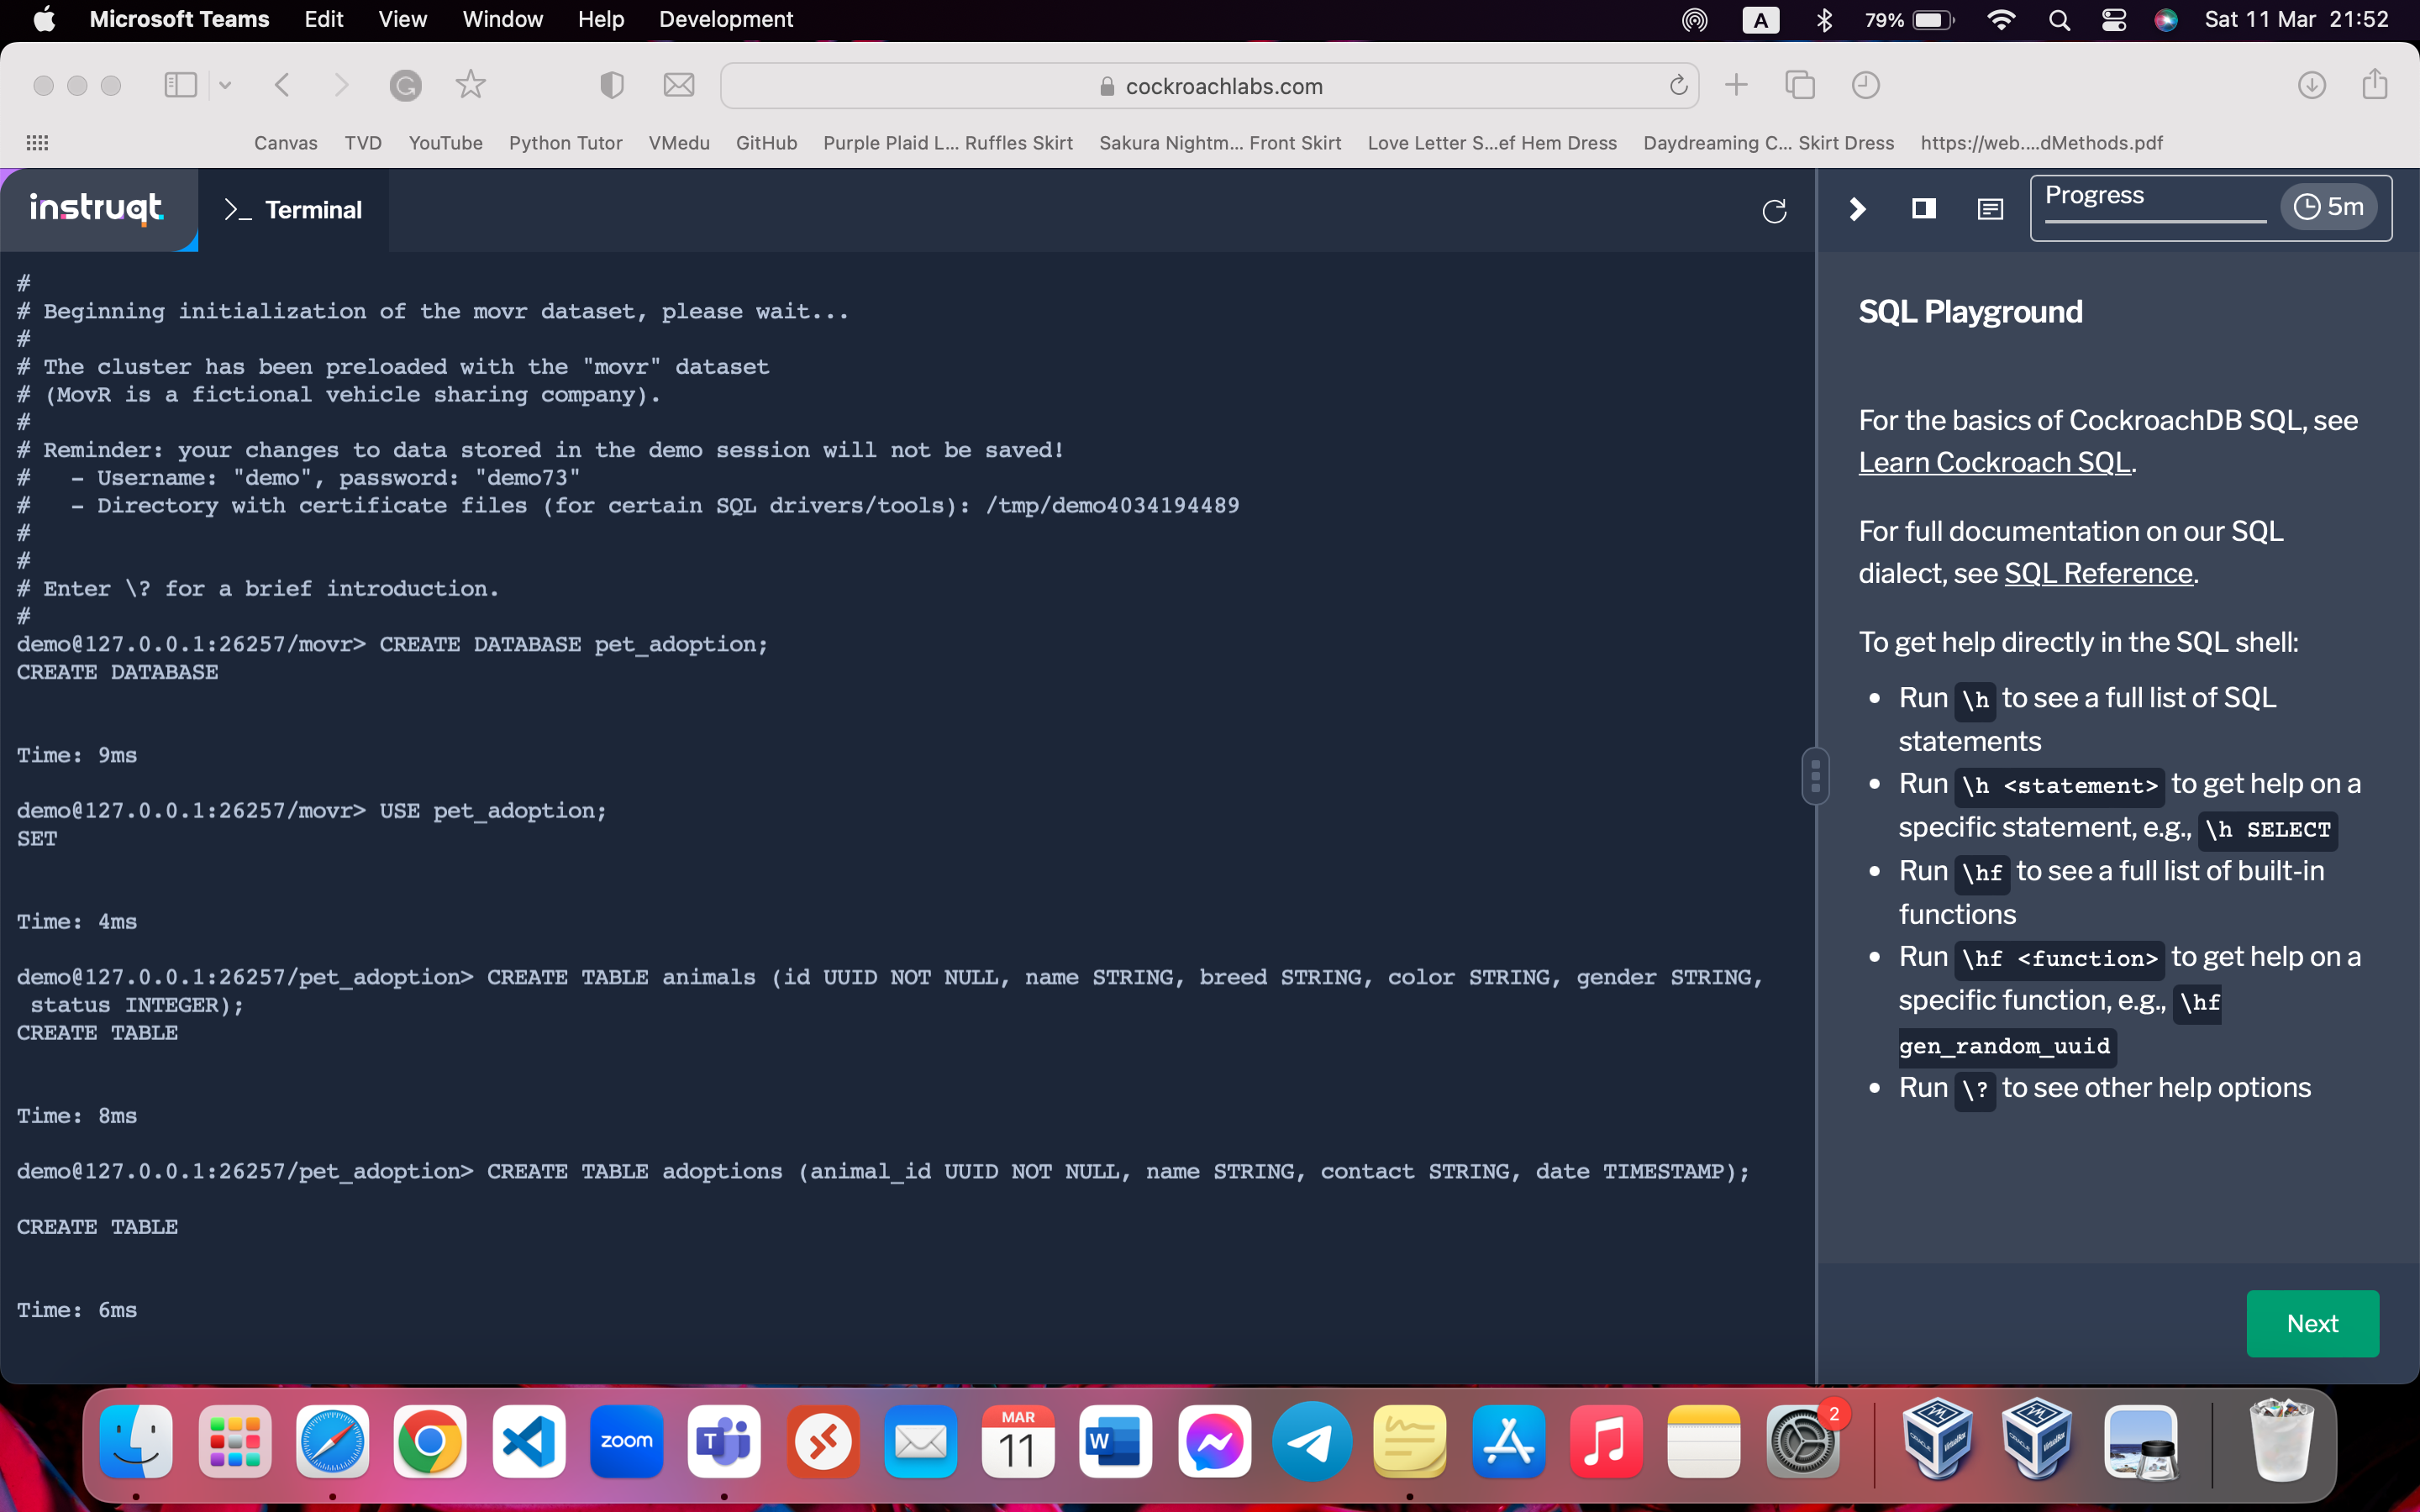 Microsoft Teams Edit View Window Help Development A 79% Sat 11 Mar 21:52
cockroachlabs.com
Canvas TVD YouTube Python Tutor VMedu GitHub Purple Plaid L... Ruffles Skirt Sakura Nightm... Front Skirt Love Letter S...ef Hem Dress Daydreaming C... Skirt Dress https://web....dMethods.pdf
instruqt >_ Terminal
Progress 5m
#
# Beginning initialization of the movr dataset, please wait...
#
# The cluster has been preloaded with the "movr" dataset
# (MovR is a fictional vehicle sharing company).
#
# Reminder: your changes to data stored in the demo session will not be saved!
#   - Username: "demo", password: "demo73"
#   - Directory with certificate files (for certain SQL drivers/tools): /tmp/demo4034194489
#
#
# Enter \? for a brief introduction.
#
demo@127.0.0.1:26257/movr> CREATE DATABASE pet_adoption;
CREATE DATABASE
Time: 9ms
demo@127.0.0.1:26257/movr> USE pet_adoption;
SET
Time: 4ms
demo@127.0.0.1:26257/pet_adoption> CREATE TABLE animals (id UUID NOT NULL, name STRING, breed STRING, color STRING, gender STRING,
status INTEGER);
CREATE TABLE
Time: 8ms
demo@127.0.0.1:26257/pet_adoption> CREATE TABLE adoptions (animal_id UUID NOT NULL, name STRING, contact STRING, date TIMESTAMP);
CREATE TABLE
Time: 6ms
SQL Playground
For the basics of CockroachDB SQL, see
Learn Cockroach SQL.
For full documentation on our SQL
dialect, see SQL Reference.
To get help directly in the SQL shell:
• Run \h to see a full list of SQL
statements
• Run \h <statement> to get help on a
specific statement, e.g., \h SELECT
• Run \hf to see a full list of built-in
functions
• Run \hf <function> to get help on a
specific function, e.g., \hf
gen_random_uuid
• Run \? to see other help options
Next
zoom T MAR 11 W 2